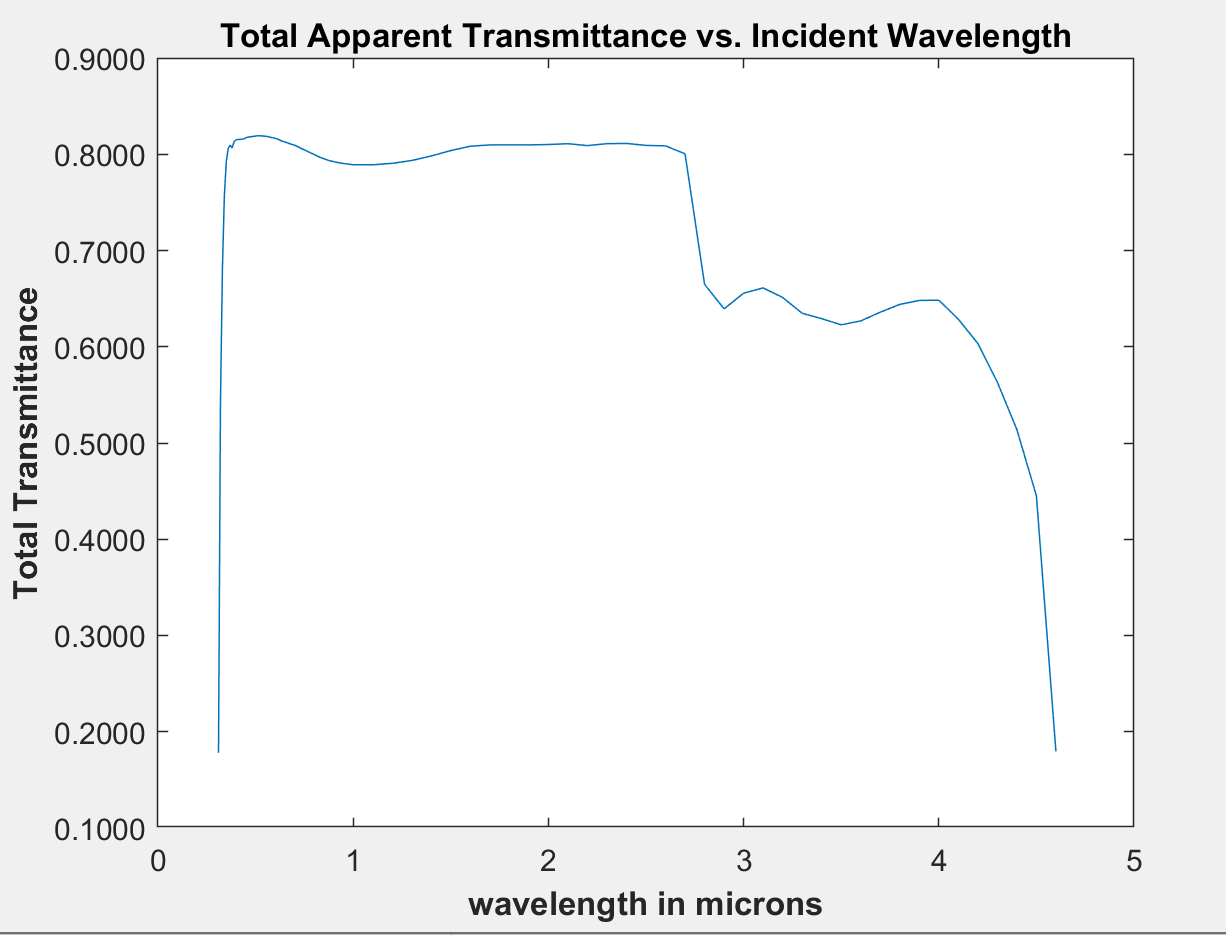 Total Apparent Transmittance vs. Incident Wavelength
0.9000
0.8000
0.7000
0.6000
0.5000
0.4000
0.3000
0.2000
0.1000
Total Transmittance
0 1 2 3 4 5
wavelength in microns